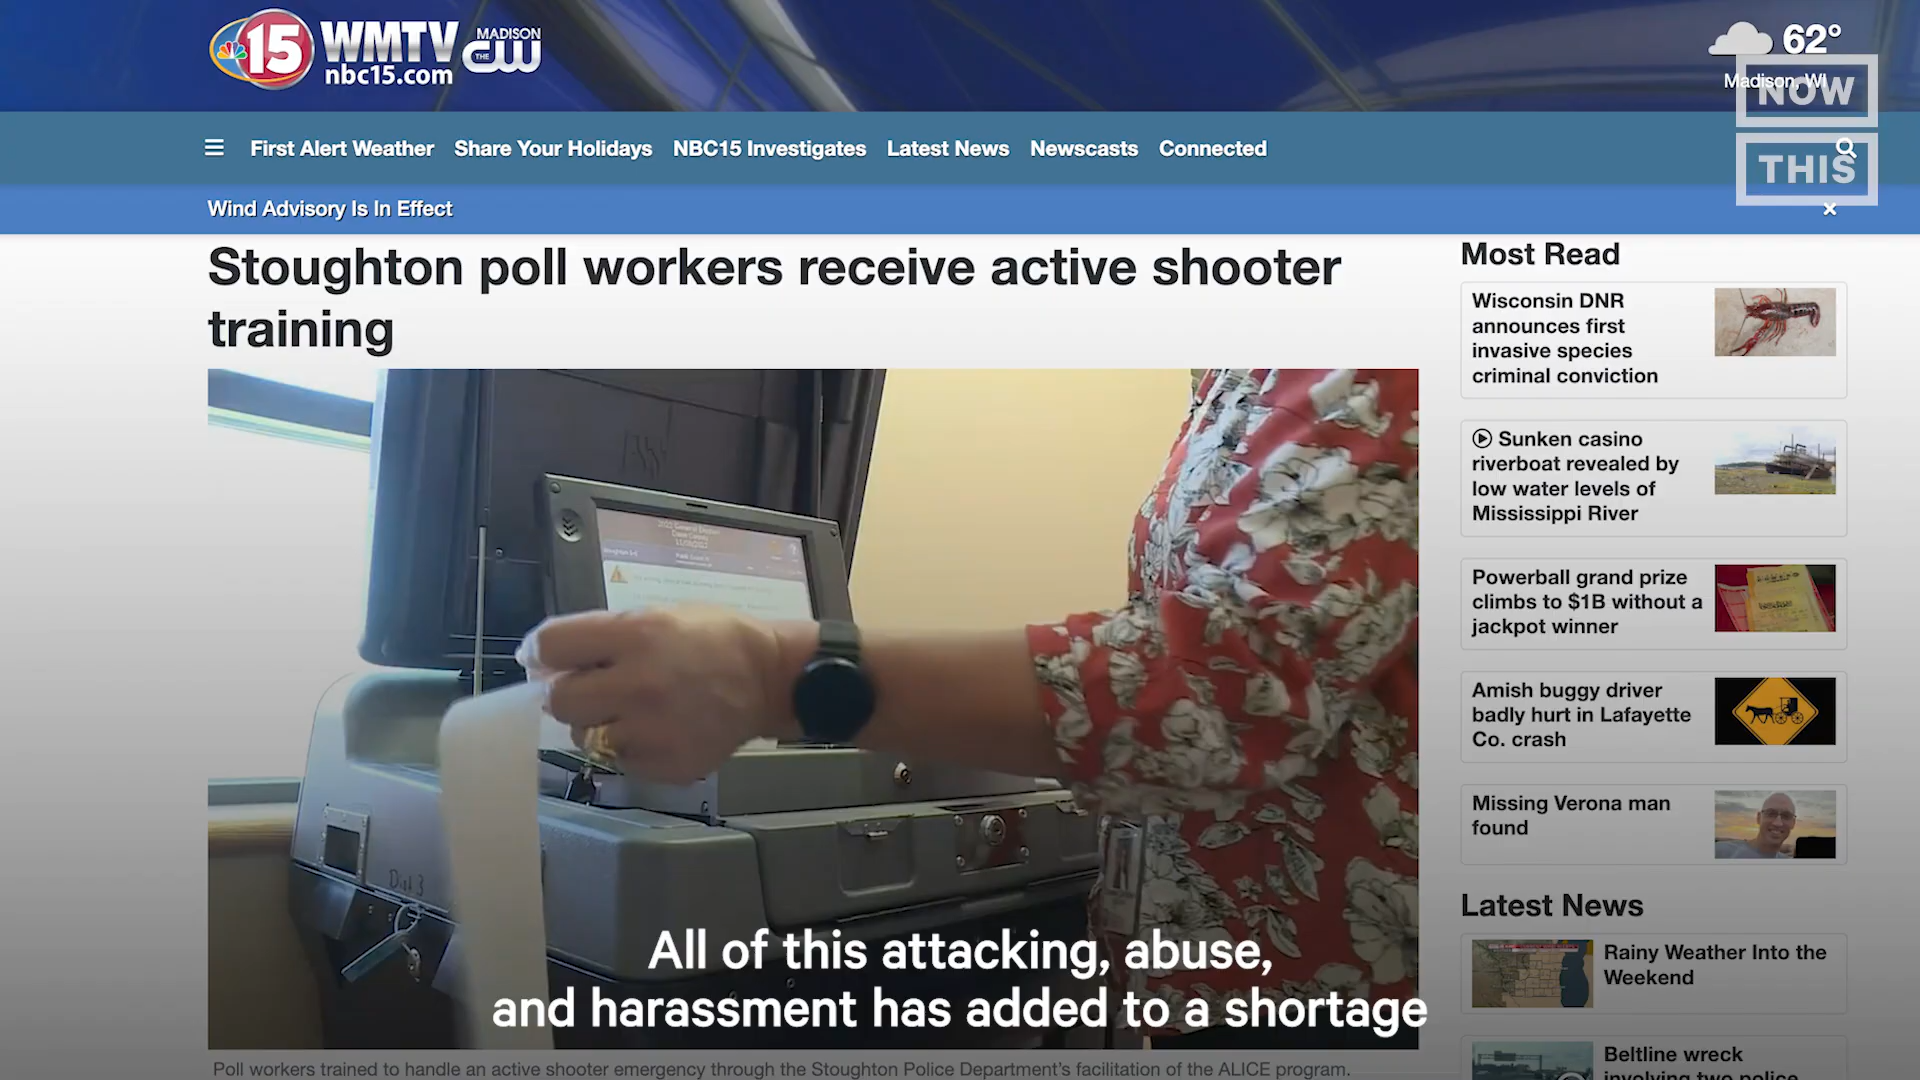 15 WMTV
nbc15.com
MADISON
THE CW
62°
Madison, WI
NOW
THIS
First Alert Weather
Share Your Holidays
NBC15 Investigates
Latest News
Newscasts
Connected
Wind Advisory Is In Effect
Stoughton poll workers receive active shooter
training
Dist 3
All of this attacking, abuse,
and harassment has added to a shortage
Poll workers trained to handle an active shooter emergency through the Stoughton Police Department's facilitation of the ALICE program.
Most Read
Wisconsin DNR
announces first
invasive species
criminal conviction
Sunken casino
riverboat revealed by
low water levels of
Mississippi River
Powerball grand prize
climbs to $1B without a
jackpot winner
Amish buggy driver
badly hurt in Lafayette
Co. crash
Missing Verona man
found
Latest News
Rainy Weather Into the
Weekend
Beltline wreck
involving two police